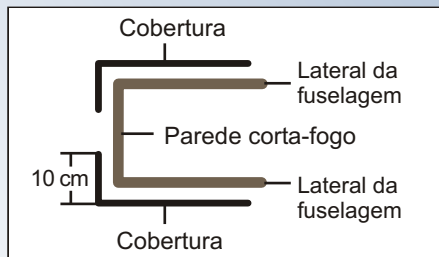 Cobertura
Lateral da
fuselagem
Parede corta-fogo
10 cm
Lateral da
fuselagem
Cobertura